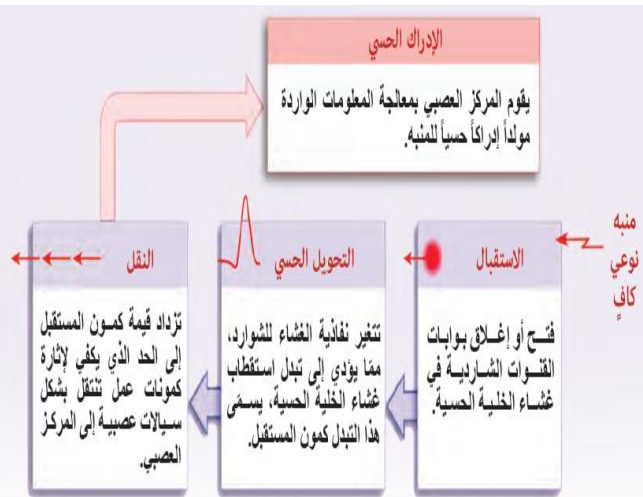 الإدراك الحسي
يقوم المركز العصبي بمعالجة المعلومات الواردة
مولداً إدراكاً حسياً للمنبه.
منبه
نوعي
كافٍ
الاستقبال
فتح أو إغلاق بوابات
القنوات الشاردية في
غشاء الخلية الحسية.
التحويل الحسي
تتغير نفاذية الغشاء للشوارد،
ممّا يؤدي إلى تبدل استقطاب
غشاء الخلية الحسية، يسمّى
هذا التبدل كمون المستقبل.
النقل
تزداد قيمة كمون المستقبل
إلى الحد الذي يكفي لإثارة
كمونات عمل تنتقل بشكل
سيالات عصبية إلى المركز
العصبي.